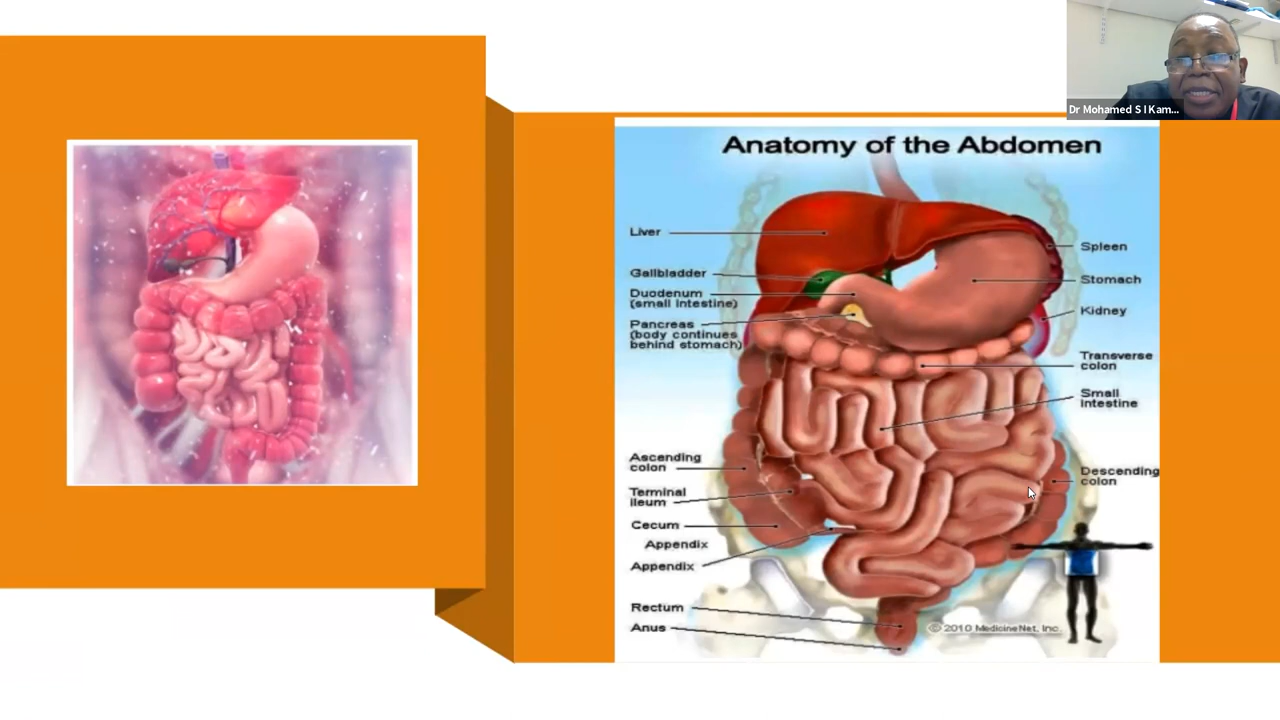 Dr Mohamed S I Kam...
Anatomy of the Abdomen
Liver
Gallbladder
Duodenum
(small intestine)
Pancreas
(body continues
behind stomach)
Ascending
colon
Terminal
ileum
Cecum
Appendix
Appendix
Rectum
Anus
Spleen
Stomach
Kidney
Transverse
colon
Small
intestine
Descending
colon
© 2010 MedicineNet, Inc.